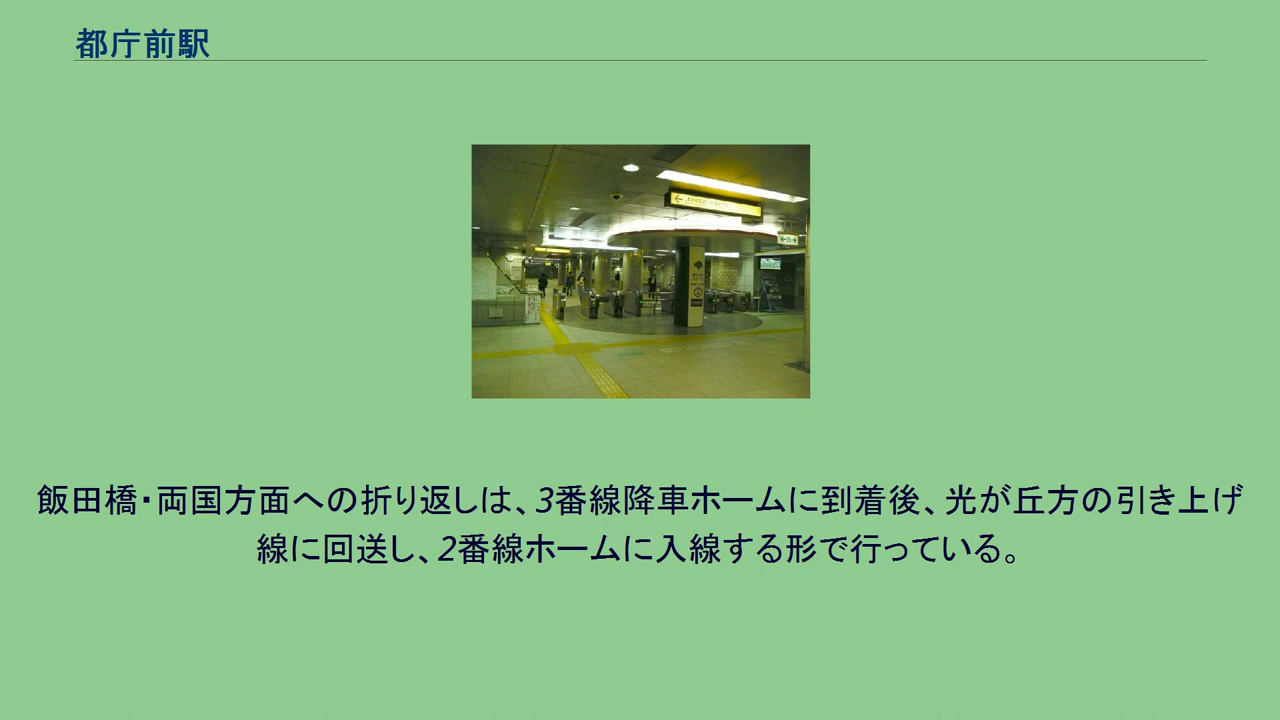 都庁前駅
飯田橋・両国方面への折り返しは、3番線降車ホームに到着後、光が丘方の引き上げ
線に回送し、2番線ホームに入線する形で行っている。